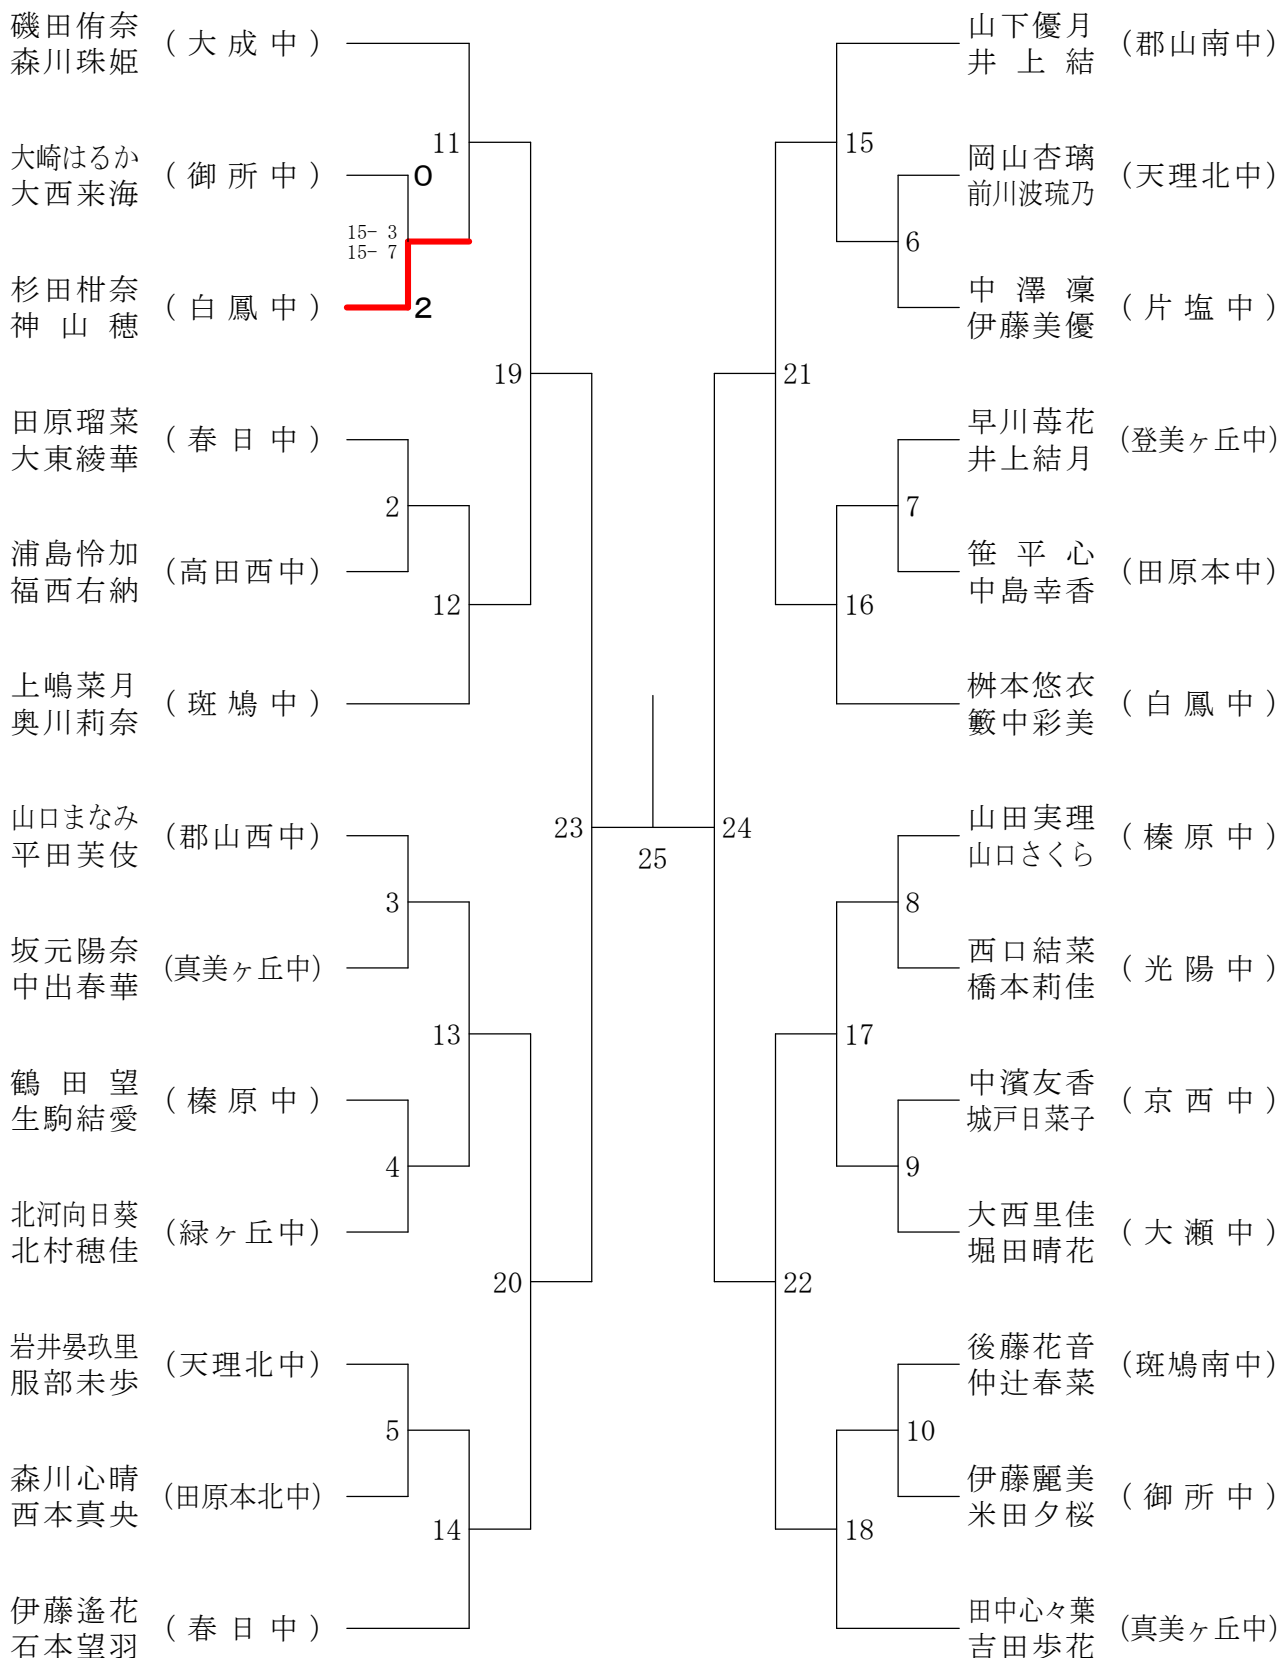 磯田侑奈
森川珠姫
(大成中)
11
大崎はるか
大西来海
(御所中)
0
15- 3
15- 7
杉田柑奈
神山穂
(白鳳中)
2
19
田原瑠菜
大東綾華
(春日中)
2
浦島怜加
福西右納
(高田西中)
12
上嶋菜月
奥川莉奈
(斑鳩中)
23
山口まなみ
平田芙伎
(郡山西中)
3
坂元陽奈
中出春華
(真美ヶ丘中)
13
鶴田望
生駒結愛
(榛原中)
4
北河向日葵
北村穂佳
(緑ヶ丘中)
20
岩井晏玖里
服部未歩
(天理北中)
5
森川心晴
西本真央
(田原本北中)
14
伊藤遙花
石本望羽
(春日中)
25
山下優月
井上結
(郡山南中)
15
岡山杏璃
前川波琉乃
(天理北中)
6
中澤凜
伊藤美優
(片塩中)
21
早川苺花
井上結月
(登美ヶ丘中)
7
笹平心
中島幸香
(田原本中)
16
桝本悠衣
籔中彩美
(白鳳中)
24
山田実理
山口さくら
(榛原中)
8
西口結菜
橋本莉佳
(光陽中)
17
中濱友香
城戸日菜子
(京西中)
9
大西里佳
堀田晴花
(大瀬中)
22
後藤花音
仲辻春菜
(斑鳩南中)
10
伊藤麗美
米田夕桜
(御所中)
18
田中心々葉
吉田歩花
(真美ヶ丘中)